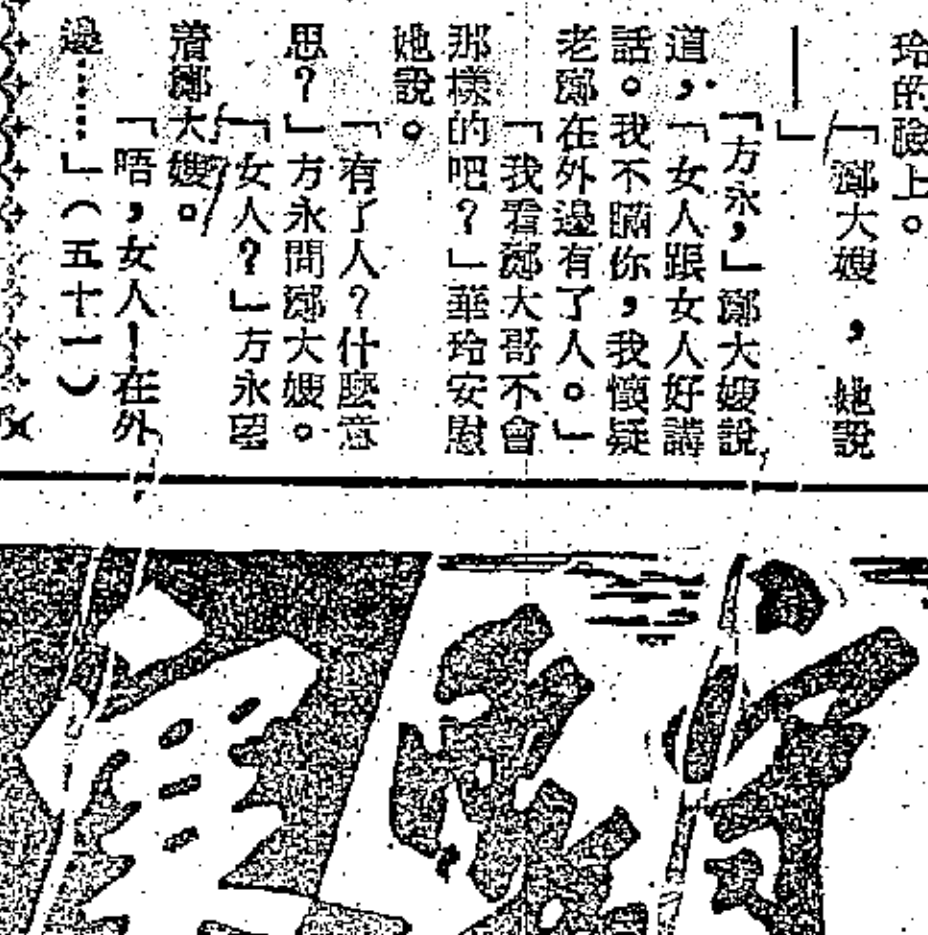 玲的臉上。
「鄭大嫂，她說
——」
「方永，」鄭大嫂說
道，「女人跟女人好講
話。我不瞞你，我懷疑
老鄭在外邊有了人。」
「我看鄭大哥不會
那樣的吧？」華玲安慰
她說。
「有了人？什麼意
思？」方永問鄭大嫂。
「女人？」方永望
着鄭大嫂。
「唔，女人！在外
邊……」（五十一）